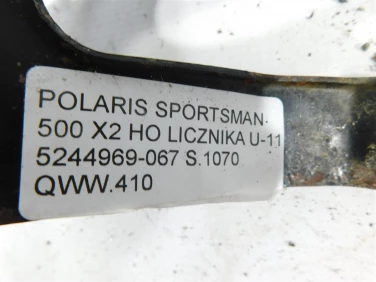 POLARIS SPORTSMAN
500 X2 HO LICZNIKA U-11
5244969-067 S.1070
QWW.410